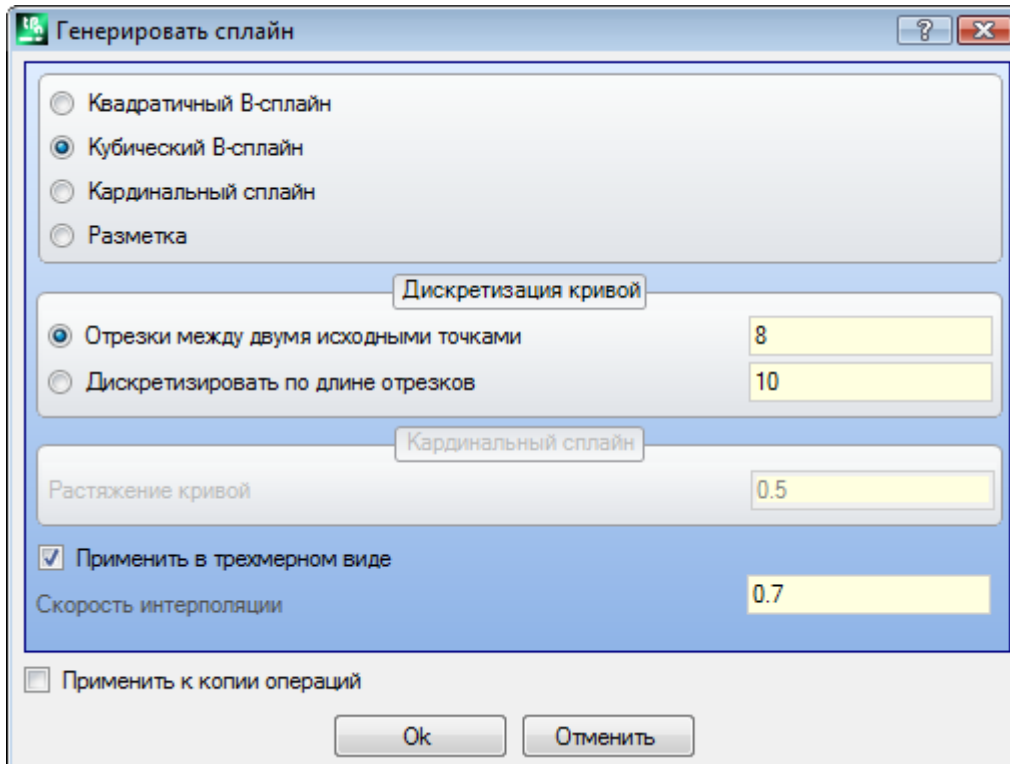 Генерировать сплайн
Квадратичный B-сплайн
Кубический B-сплайн
Кардинальный сплайн
Разметка
Дискретизация кривой
Отрезки между двумя исходными точками 8
Дискретизировать по длине отрезков 10
Кардинальный сплайн
Растяжение кривой 0.5
Применить в трехмерном виде
Скорость интерполяции 0.7
Применить к копии операций
Ok Отменить